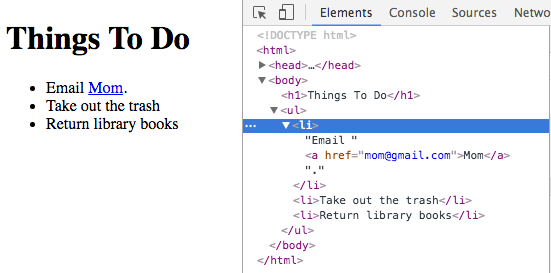 Things To Do
Email Mom.
Take out the trash
Return library books
Elements Console Sources Network
<!DOCTYPE html>
<html>
<head>…</head>
<body>
<h1>Things To Do</h1>
<ul>
… <li>
"Email "
<a href="mom@gmail.com">Mom</a>
"."
</li>
<li>Take out the trash</li>
<li>Return library books</li>
</ul>
</body>
</html>